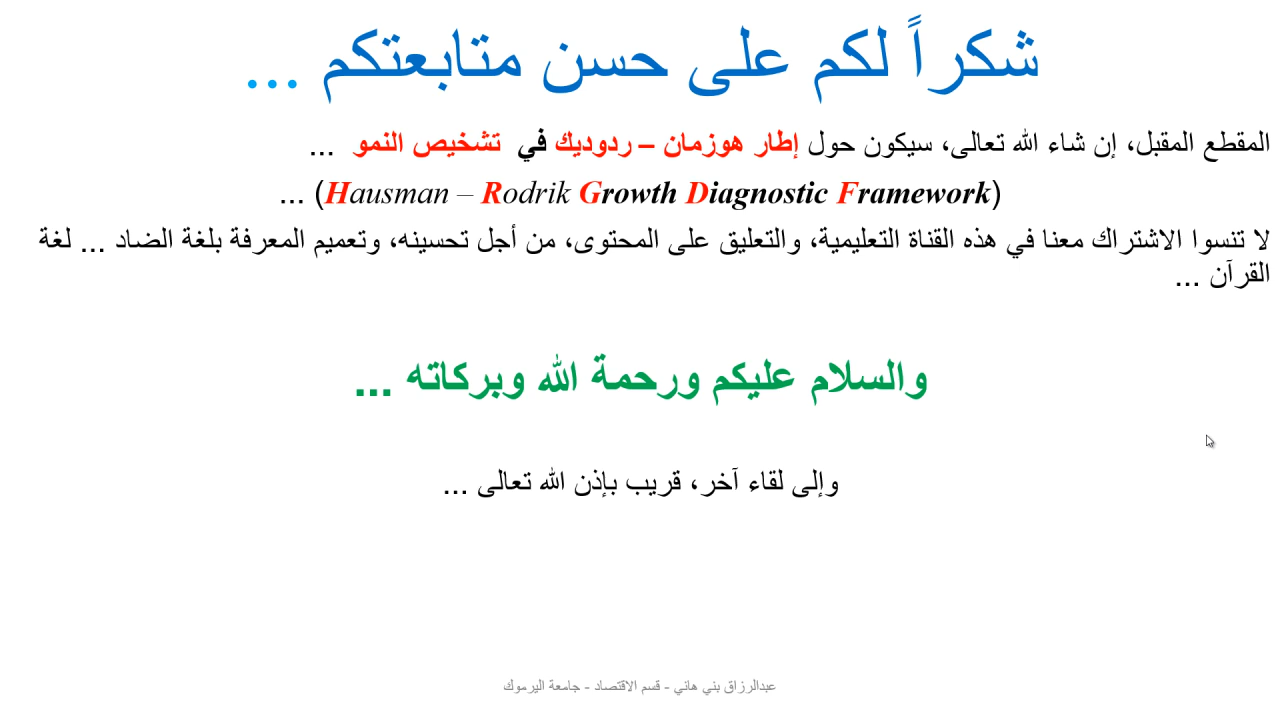 شكراً لكم على حسن متابعتكم ...
المقطع المقبل، إن شاء الله تعالى، سيكون حول إطار هوزمان – ردوديك في تشخيص النمو ...
(Hausman – Rodrik Growth Diagnostic Framework) ...
لا تنسوا الاشتراك معنا في هذه القناة التعليمية، والتعليق على المحتوى، من أجل تحسينه، وتعميم المعرفة بلغة الضاد ... لغة
القرآن ...
والسلام عليكم ورحمة الله وبركاته ...
وإلى لقاء آخر، قريب بإذن الله تعالى ...
عبدالرزاق بني هاني - قسم الاقتصاد - جامعة اليرموك